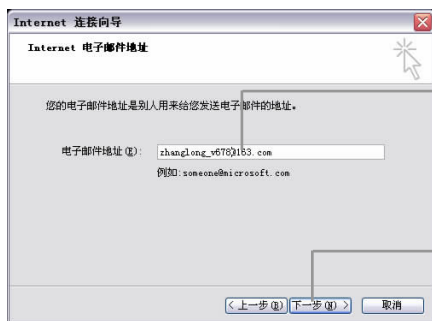 Internet 连接向导
Internet 电子邮件地址
您的电子邮件地址是别人用来给您发送电子邮件的地址。
电子邮件地址(E): zhanglong_v678@163.com
例如:someone@microsoft.com
< 上一步(B) 下一步(N) > 取消